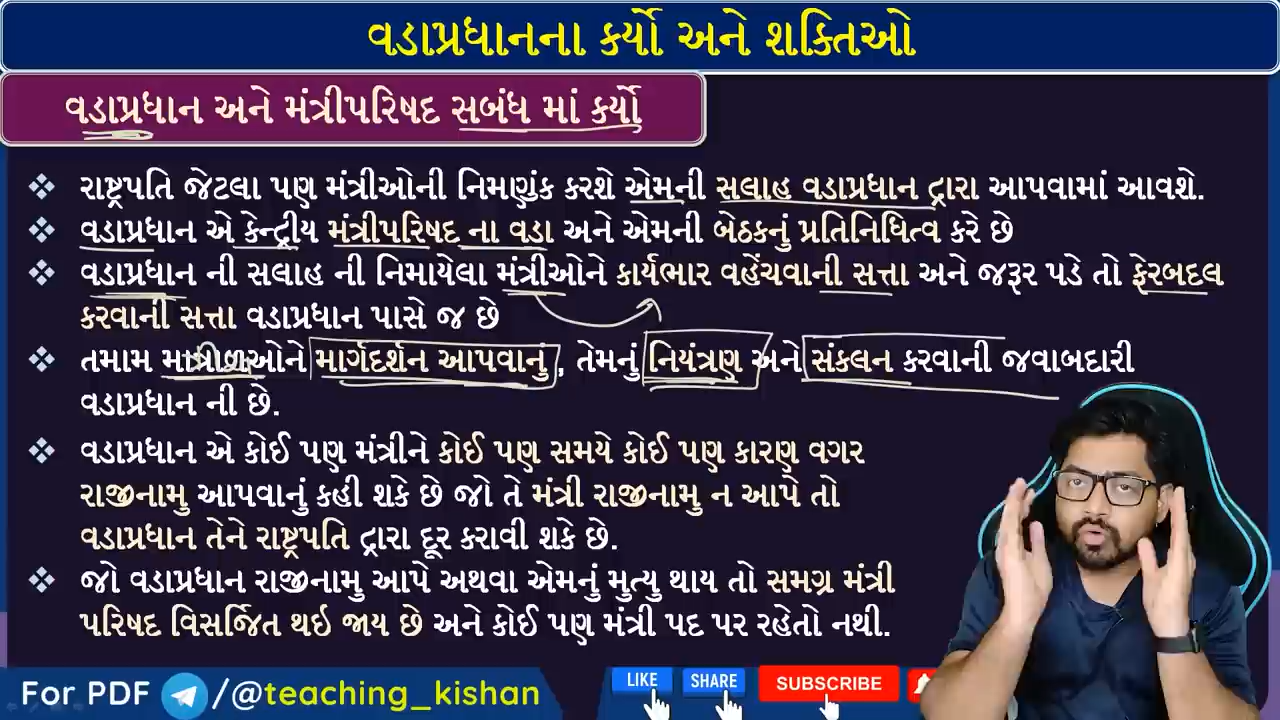 વડાપ્રધાનના કર્યો અને શક્તિઓ
વડાપ્રધાન અને મંત્રીપરિષદ સબંધ માં કર્યો
❖ રાષ્ટ્રપતિ જેટલા પણ મંત્રીઓની નિમણુંક કરશે એમની સલાહ વડાપ્રધાન દ્વારા આપવામાં આવશે.
❖ વડાપ્રધાન એ કેન્દ્રીય મંત્રીપરિષદ ના વડા અને એમની બેઠકનું પ્રતિનિધિત્વ કરે છે
❖ વડાપ્રધાન ની સલાહ ની નિમાયેલા મંત્રીઓને કાર્યભાર વહેંચવાની સત્તા અને જરૂર પડે તો ફેરબદલ
કરવાની સત્તા વડાપ્રધાન પાસે જ છે
❖ તમામ માર્ગદર્શન આપવાનું, તેમનું નિયંત્રણ અને સંકલન કરવાની જવાબદારી
વડાપ્રધાન ની છે.
❖ વડાપ્રધાન એ કોઈ પણ મંત્રીને કોઈ પણ સમયે કોઈ પણ કારણ વગર
રાજીનામુ આપવાનું કહી શકે છે જો તે મંત્રી રાજીનામુ ન આપે તો
વડાપ્રધાન તેને રાષ્ટ્રપતિ દ્વારા દૂર કરાવી શકે છે.
❖ જો વડાપ્રધાન રાજીનામુ આપે અથવા એમનું મુત્યુ થાય તો સમગ્ર મંત્રી
પરિષદ વિસર્જિત થઇ જાય છે અને કોઈ પણ મંત્રી પદ પર રહેતો નથી.
For PDF /@teaching_kishan
LIKE SHARE SUBSCRIBE